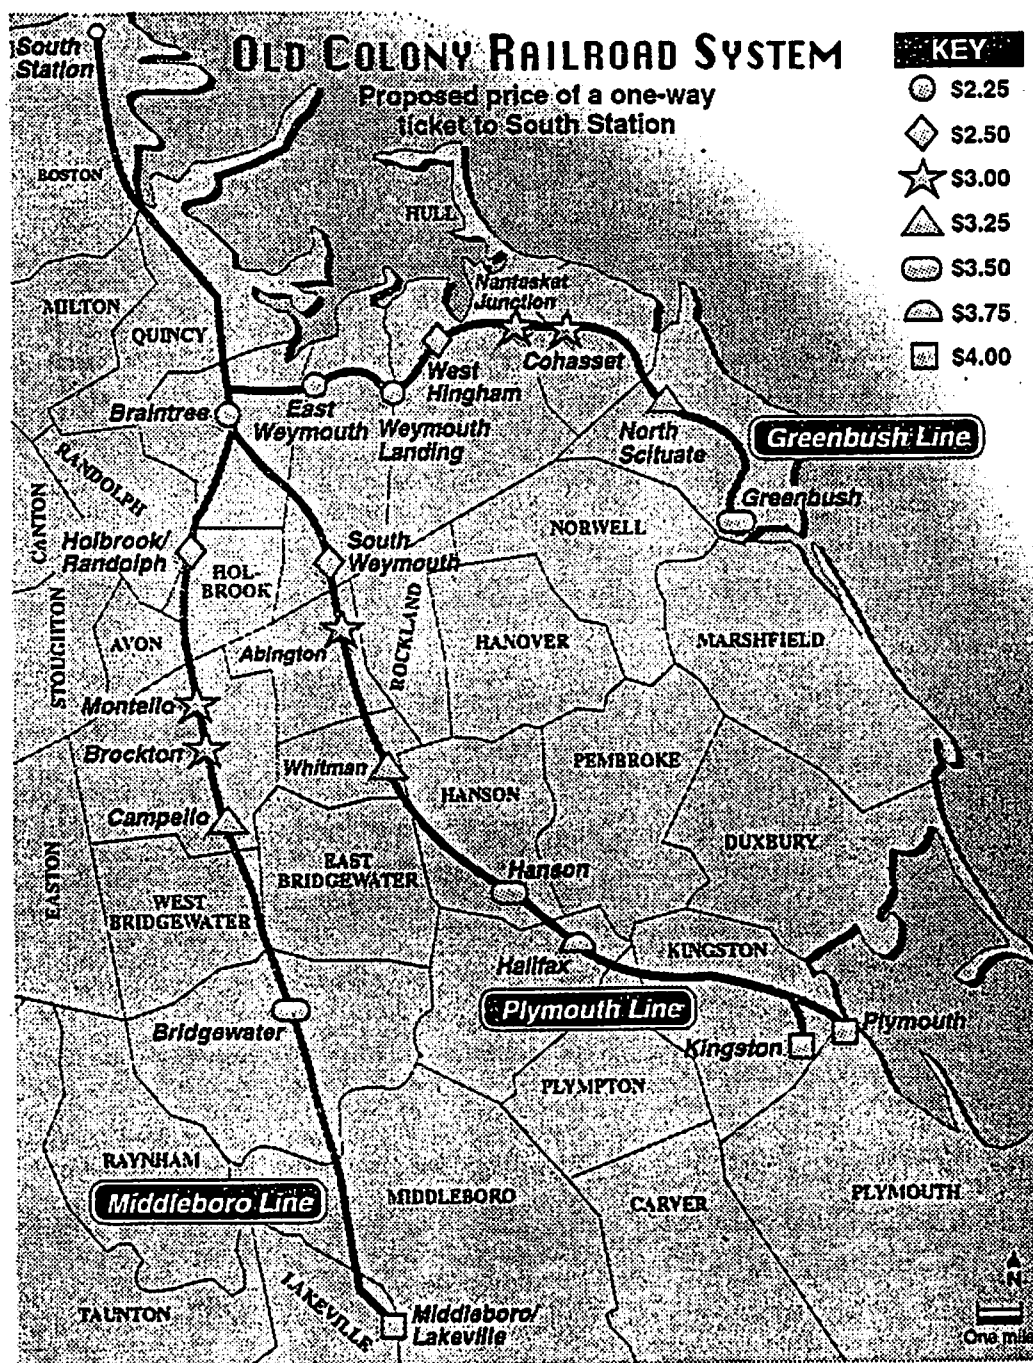 OLD COLONY RAILROAD SYSTEM
Proposed price of a one-way
ticket to South Station
KEY
$2.25
$2.50
$3.00
$3.25
$3.50
$3.75
$4.00
South
Station
BOSTON
HULL
MILTON
QUINCY
Nantasket
Junction
Cohasset
West
Hingham
Braintree
East
Weymouth
Weymouth
Landing
North
Scituate
Greenbush Line
Greenbush
RANDOLPH
CANTON
Holbrook/
Randolph
HOL-
BROOK
South
Weymouth
NORWELL
STOUGHTON
AVON
Abington
ROCKLAND
HANOVER
MARSHFIELD
Montello
Brockton
Whitman
HANSON
PEMBROKE
Campello
DUXBURY
EASTON
WEST
BRIDGEWATER
EAST
BRIDGEWATER
Hanson
Halifax
KINGSTON
Plymouth Line
Bridgewater
Kingston
Plymouth
PLYMPTON
RAYNHAM
Middleboro Line
MIDDLEBORO
CARVER
PLYMOUTH
TAUNTON
LAKEVILLE
Middleboro/
Lakeville
N
One mile